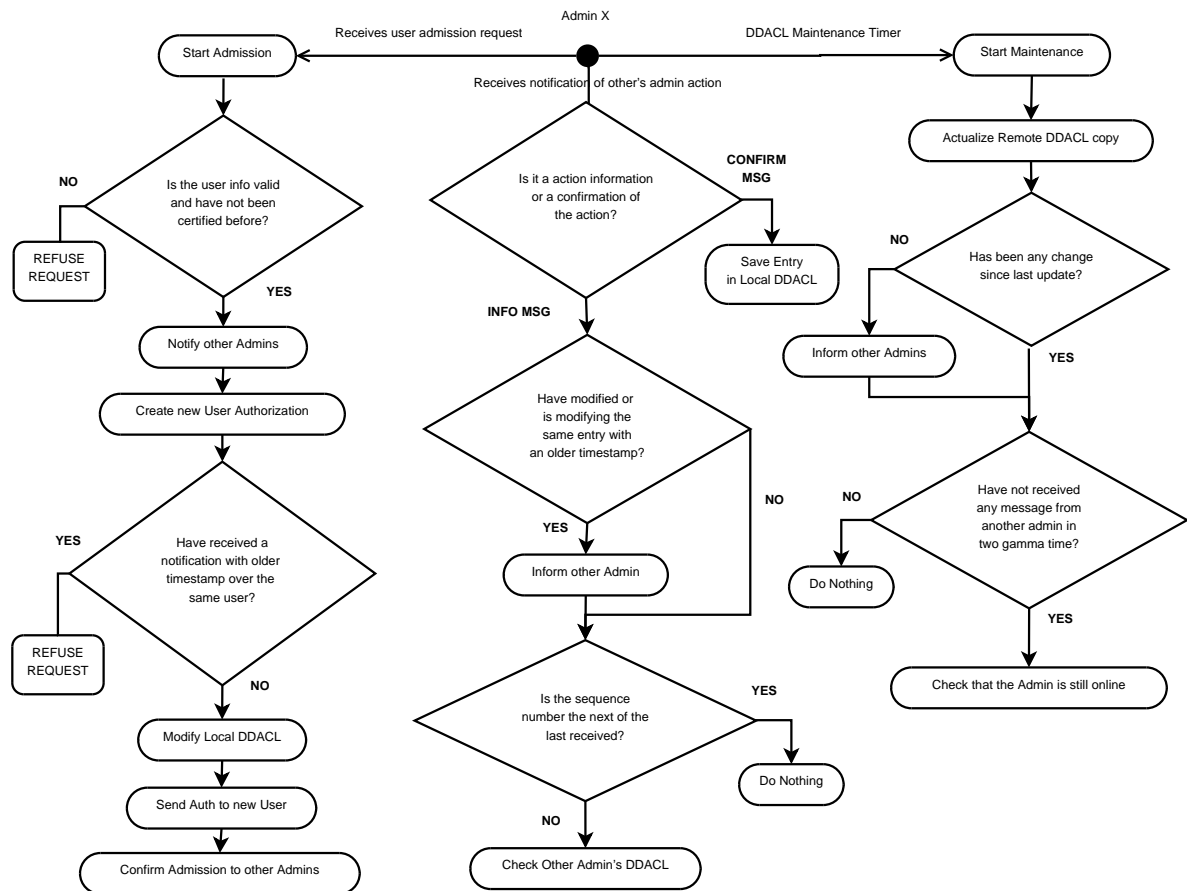 Admin X
Receives user admission request
DDACL Maintenance Timer
Receives notification of other's admin action
Start Admission
NO
Is the user info valid
and have not been
certified before?
REFUSE
REQUEST
YES
Notify other Admins
Create new User Authorization
YES
Have received a
notification with older
timestamp over the
same user?
REFUSE
REQUEST
NO
Modify Local DDACL
Send Auth to new User
Confirm Admission to other Admins
Is it a action information
or a confirmation of
the action?
CONFIRM
MSG
Save Entry
in Local DDACL
INFO MSG
Have modified or
is modifying the
same entry with
an older timestamp?
NO
YES
Inform other Admin
Is the sequence
number the next of the
last received?
YES
Do Nothing
NO
Check Other Admin's DDACL
Start Maintenance
Actualize Remote DDACL copy
NO
Has been any change
since last update?
Inform other Admins
YES
NO
Have not received
any message from
another admin in
two gamma time?
Do Nothing
YES
Check that the Admin is still online